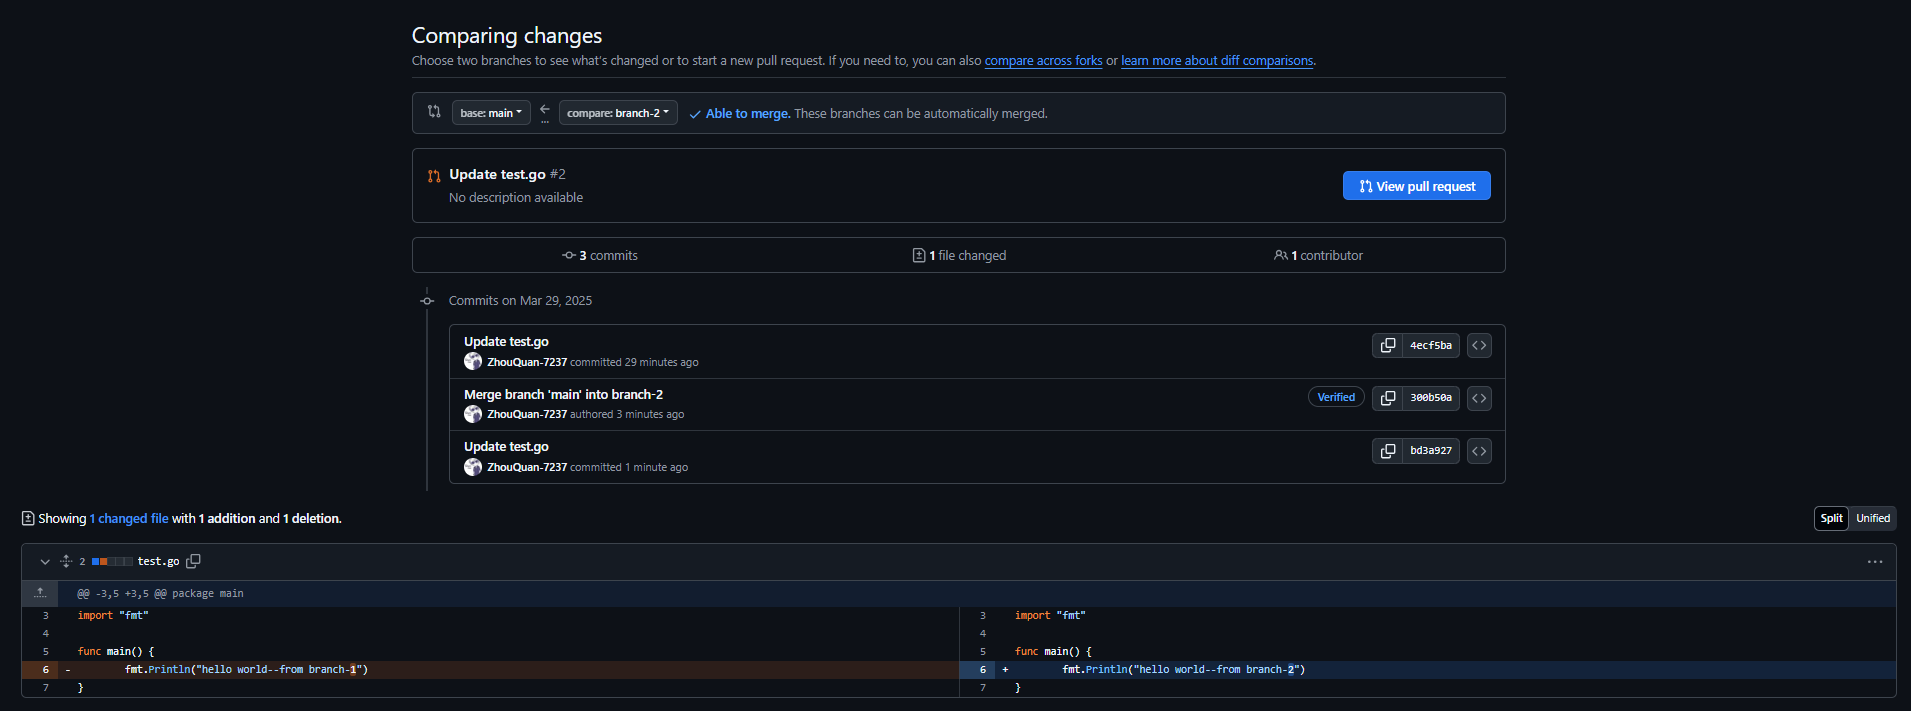 Comparing changes
Choose two branches to see what's changed or to start a new pull request. If you need to, you can also compare across forks or learn more about diff comparisons.
base: main ← compare: branch-2 ✓ Able to merge. These branches can be automatically merged.
...
Update test.go #2
No description available
View pull request
3 commits 1 file changed 1 contributor
Commits on Mar 29, 2025
Update test.go
ZhouQuan-7237 committed 29 minutes ago
4ecf5ba
Merge branch 'main' into branch-2
ZhouQuan-7237 authored 3 minutes ago
Verified 300b50a
Update test.go
ZhouQuan-7237 committed 1 minute ago
bd3a927
Showing 1 changed file with 1 addition and 1 deletion.
Split Unified
2 test.go
@@ -3,5 +3,5 @@ package main
3 import "fmt"
4
5 func main() {
6 - fmt.Println("hello world--from branch-1")
7 }
3 import "fmt"
4
5 func main() {
6 + fmt.Println("hello world--from branch-2")
7 }